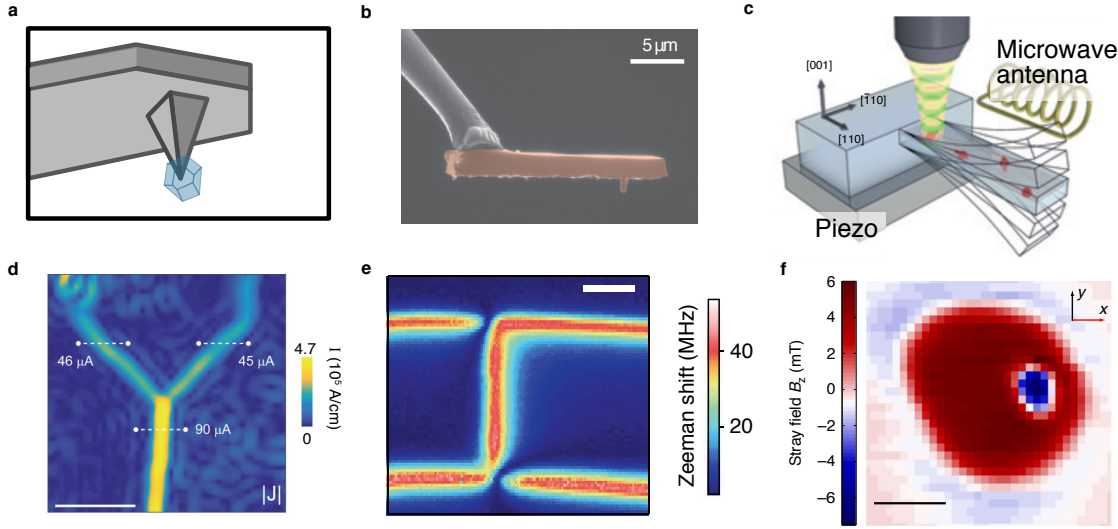 a
b
c
5 µm
[001]
[1̄10]
[110]
Microwave
antenna
Piezo
d
46 µA
45 µA
90 µA
|J|
4.7
0
I (10⁵ A/cm)
e
Zeeman shift (MHz)
40
20
f
6
4
2
0
−2
−4
−6
Stray field Bz (mT)
y
x